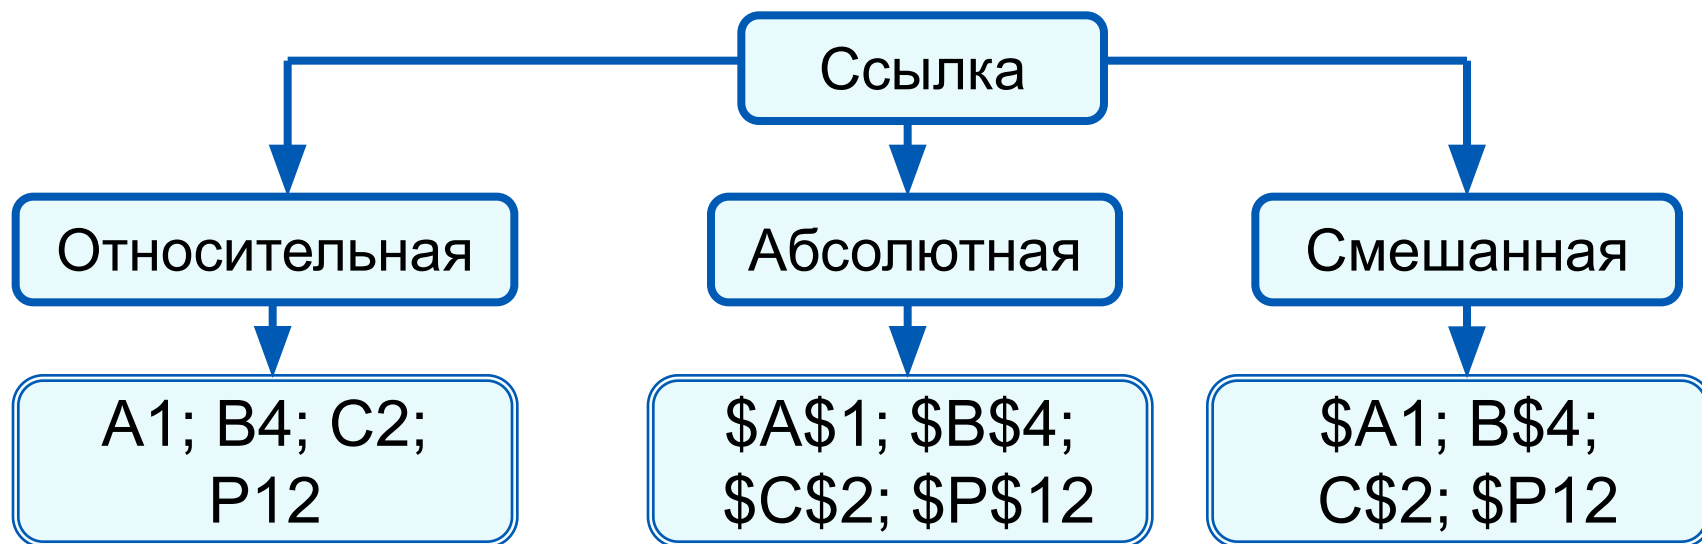 Ссылка
Относительная
Абсолютная
Смешанная
A1; B4; C2;
P12
$A$1; $B$4;
$C$2; $P$12
$A1; B$4;
C$2; $P12